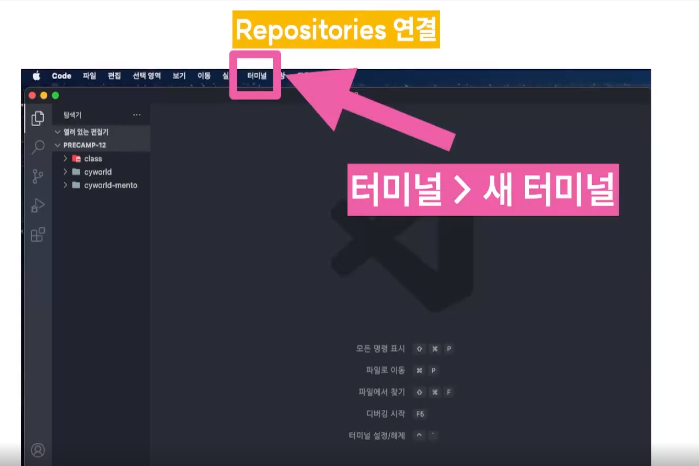 Repositories 연결
Code 파일 편집 선택 영역 보기 이동 터미널
탐색기
열려 있는 편집기
PRECAMP-12
class
cyworld
cyworld-mento
터미널 > 새 터미널
모든 명령 표시 ⇧ ⌘ P
파일로 이동 ⌘ P
파일에서 찾기 ⇧ ⌘ F
디버깅 시작 F5
터미널 설정/해제 ^ `